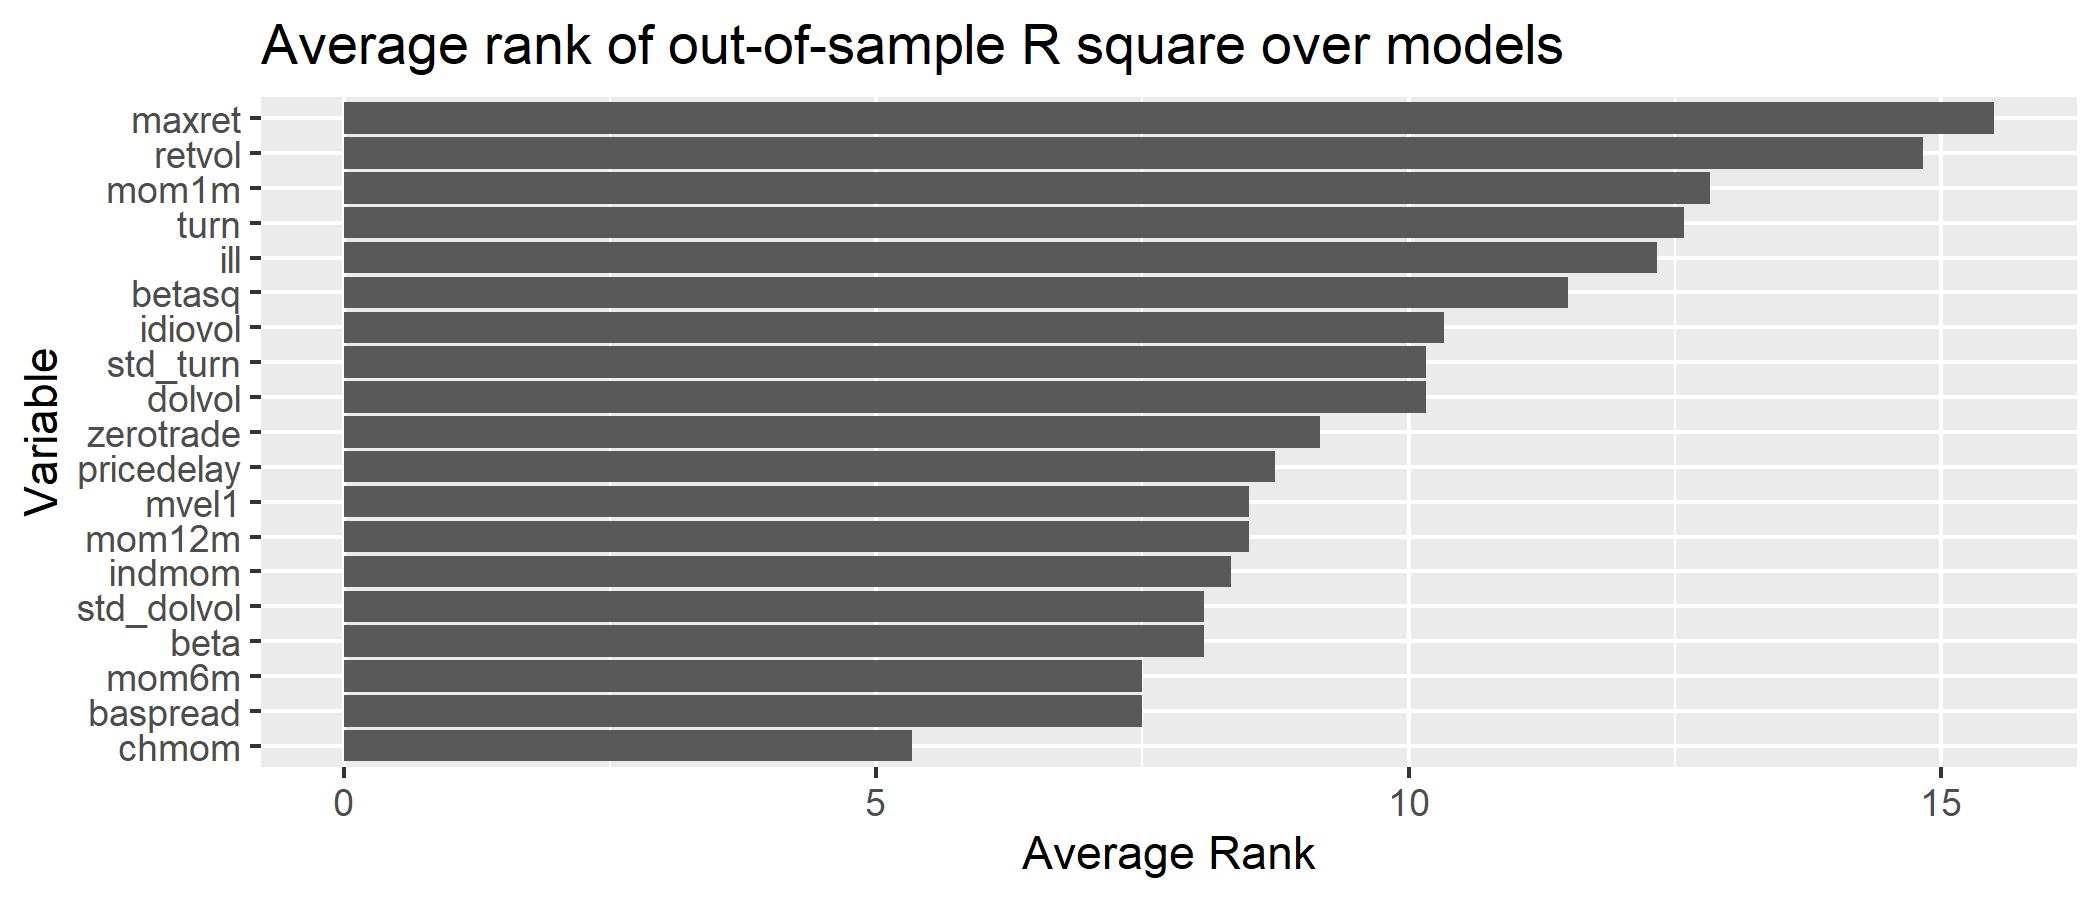 Average rank of out-of-sample R square over models
Variable
maxret
retvol
mom1m
turn
ill
betasq
idiovol
std_turn
dolvol
zerotrade
pricedelay
mvel1
mom12m
indmom
std_dolvol
beta
mom6m
baspread
chmom
0 5 10 15
Average Rank